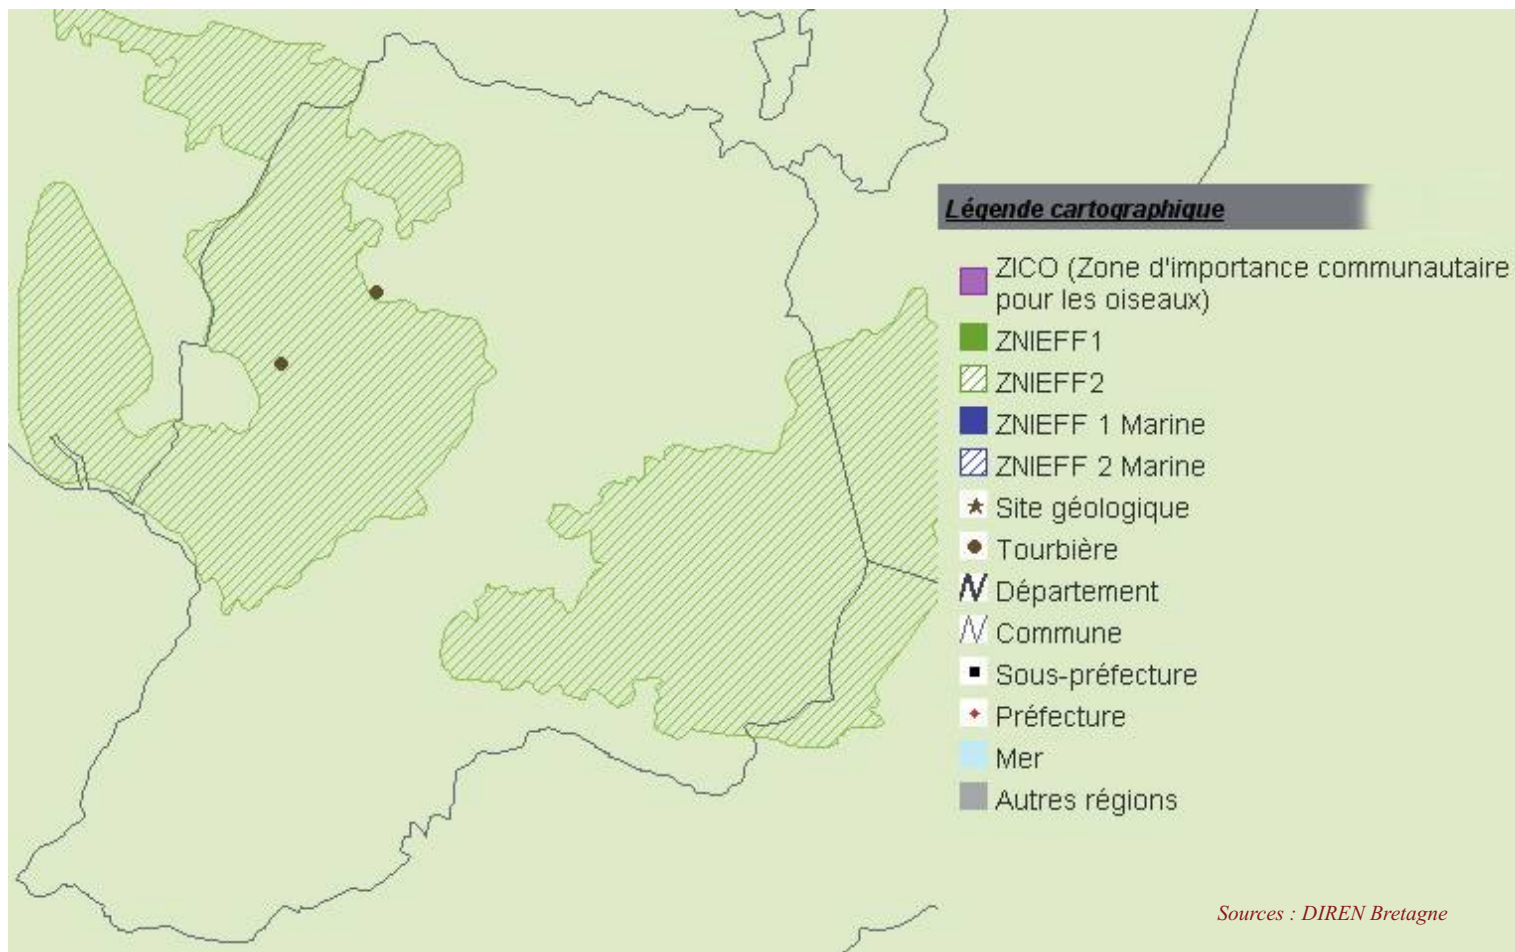 Légende cartographique
ZICO (Zone d'importance communautaire
pour les oiseaux)
ZNIEFF1
ZNIEFF2
ZNIEFF 1 Marine
ZNIEFF 2 Marine
Site géologique
Tourbière
Département
Commune
Sous-préfecture
Préfecture
Mer
Autres régions
Sources : DIREN Bretagne